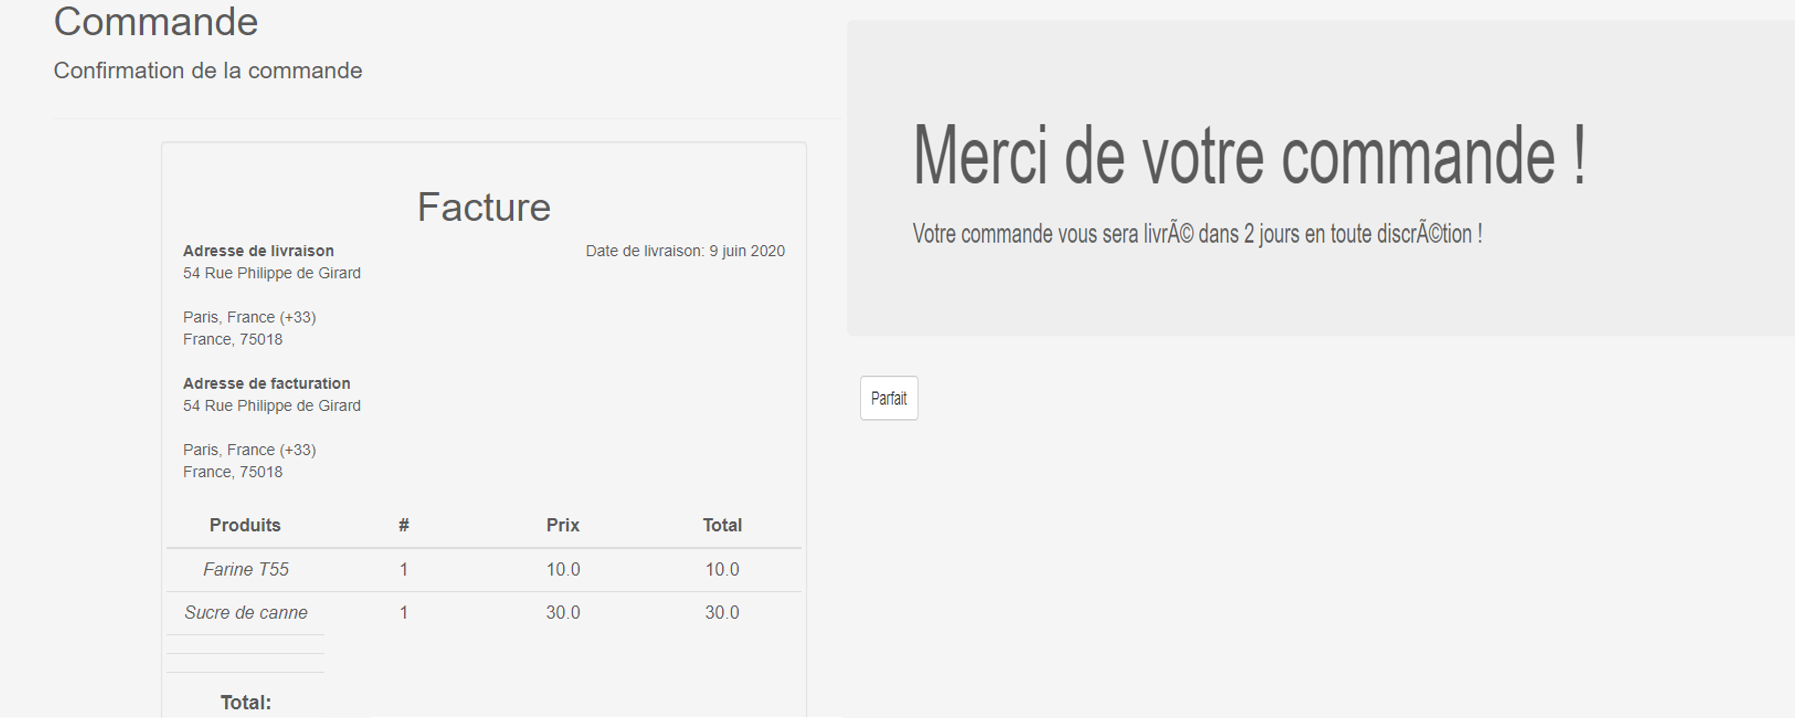 Commande
Confirmation de la commande
Facture
Adresse de livraison Date de livraison: 9 juin 2020
54 Rue Philippe de Girard
Paris, France (+33)
France, 75018
Adresse de facturation
54 Rue Philippe de Girard
Paris, France (+33)
France, 75018
Produits # Prix Total
Farine T55 1 10.0 10.0
Sucre de canne 1 30.0 30.0
Total:
Merci de votre commande !
Votre commande vous sera livrÃ© dans 2 jours en toute discrÃ©tion !
Parfait